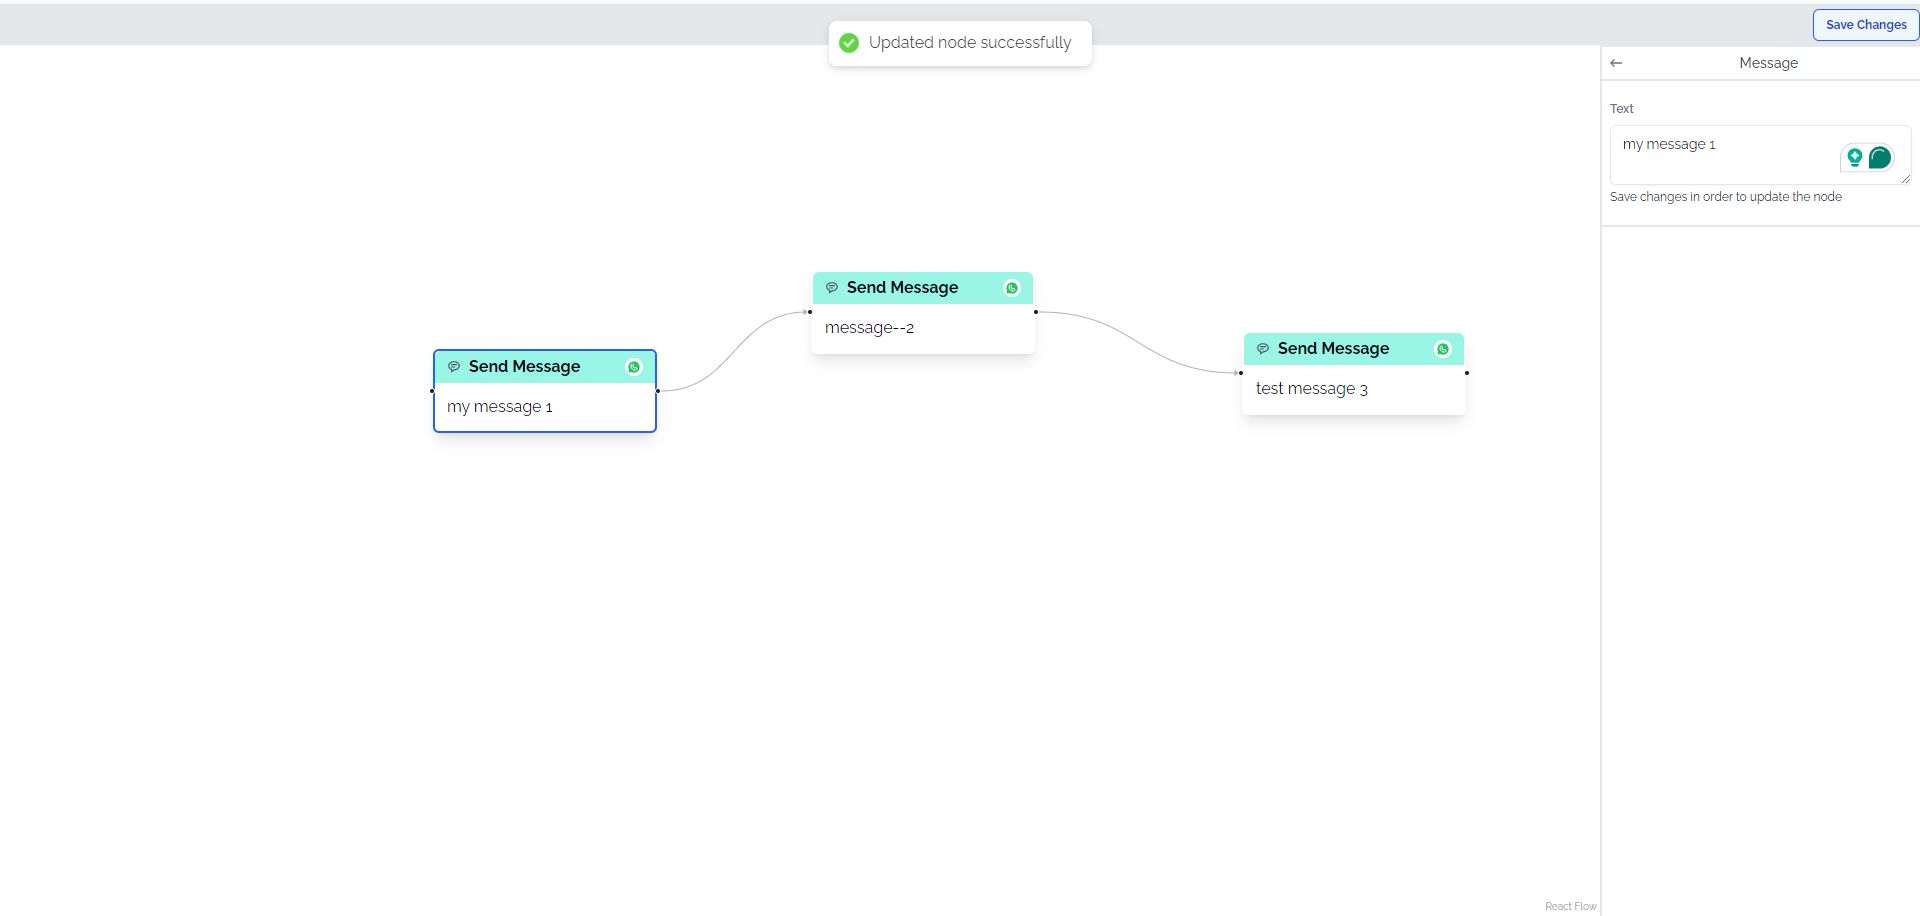 Updated node successfully
Save Changes
Message
Text
my message 1
Save changes in order to update the node
Send Message
message--2
Send Message
test message 3
Send Message
my message 1
React Flow